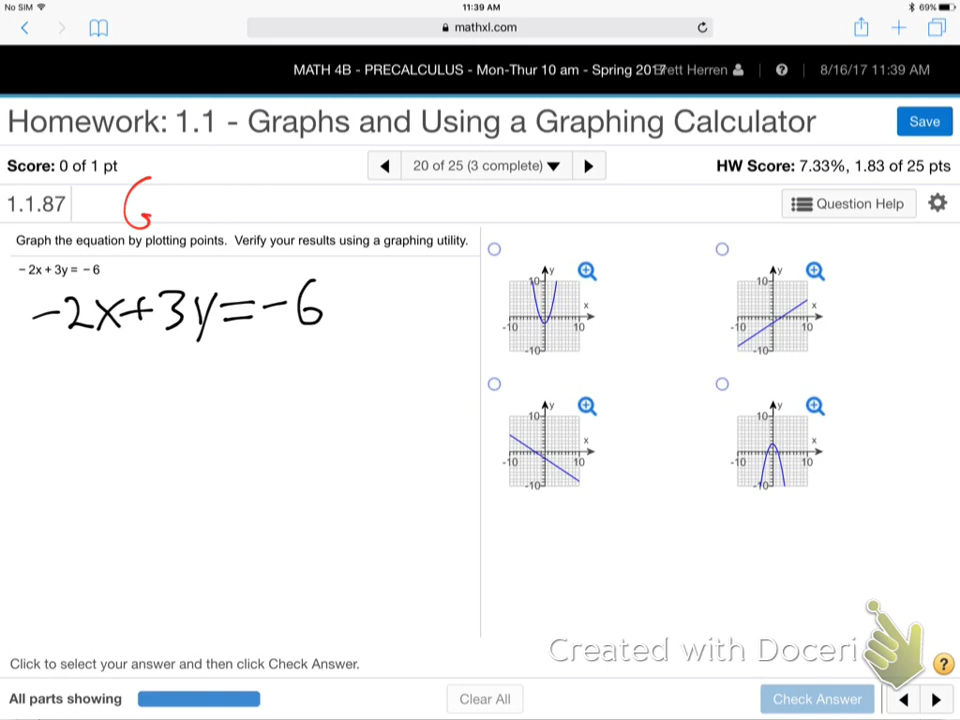 No SIM 11:39 AM 69%
mathxl.com
MATH 4B - PRECALCULUS - Mon-Thur 10 am - Spring 2017 Brett Herren ? 8/16/17 11:39 AM
Homework: 1.1 - Graphs and Using a Graphing Calculator Save
Score: 0 of 1 pt 20 of 25 (3 complete) HW Score: 7.33%, 1.83 of 25 pts
1.1.87 G Question Help
Graph the equation by plotting points. Verify your results using a graphing utility.
-2x+3y= -6
-2x+3y=-6
10 y x -10 10 -10
10 y x -10 10 -10
10 y x -10 10 -10
10 y x -10 10 -10
Created with Doceri
Click to select your answer and then click Check Answer. ?
All parts showing Clear All Check Answer